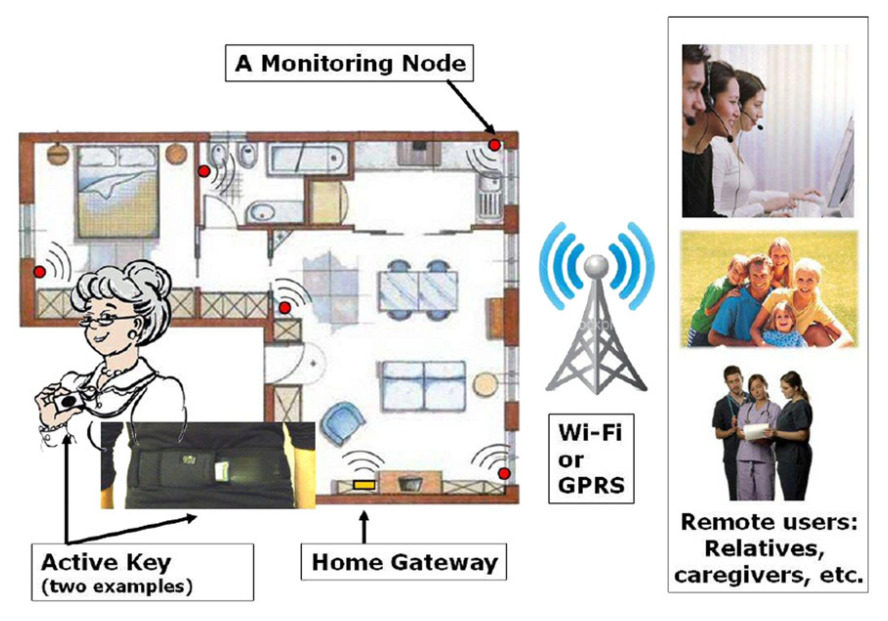 A Monitoring Node
Wi-Fi
or
GPRS
Active Key
(two examples)
Home Gateway
Remote users:
Relatives,
caregivers, etc.